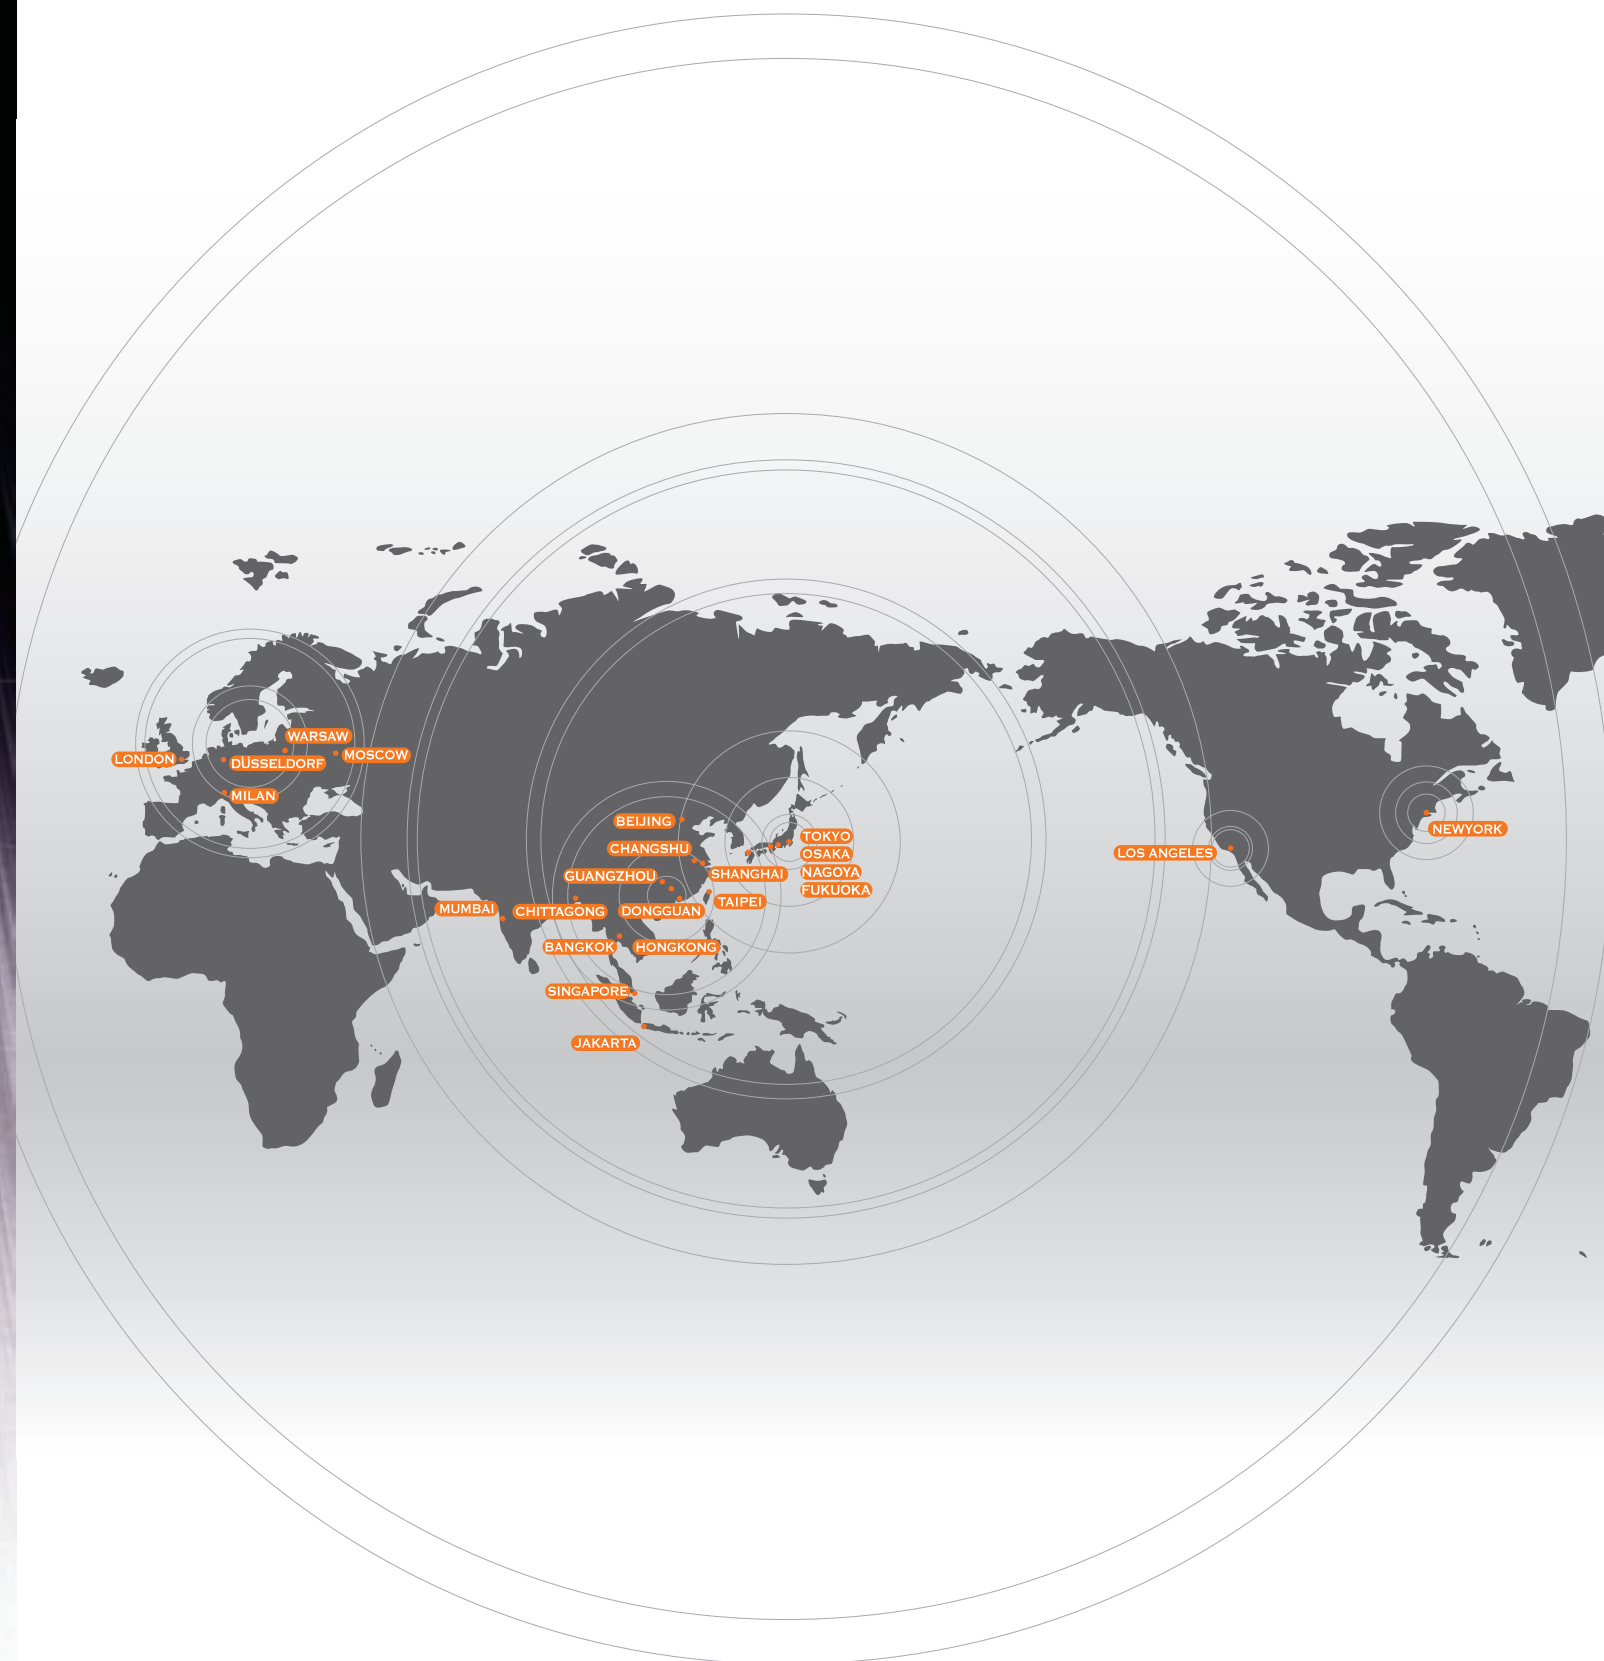 WARSAW
MOSCOW
LONDON
DÜSSELDORF
MILAN
BEIJING
CHANGSHU
GUANGZHOU
SHANGHAI
TOKYO
OSAKA
NAGOYA
FUKUOKA
TAIPEI
MUMBAI
CHITTAGONG
DONGGUAN
BANGKOK
HONGKONG
SINGAPORE
JAKARTA
LOS ANGELES
NEWYORK